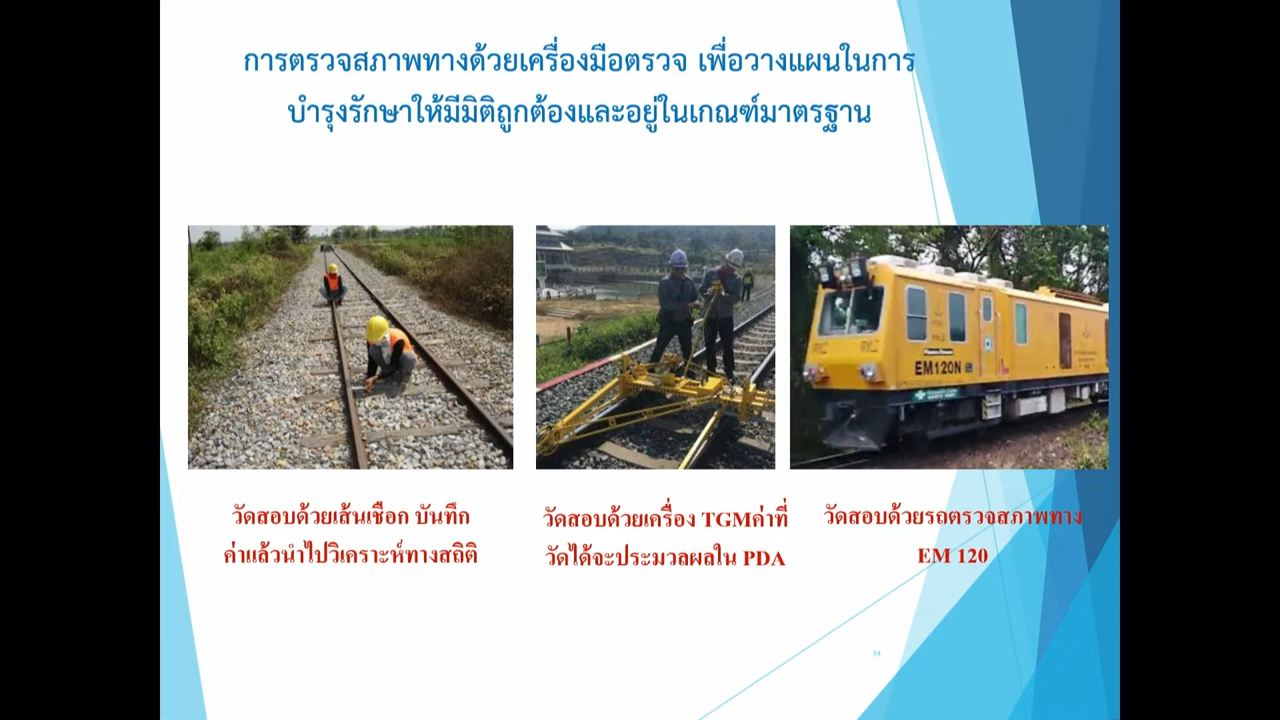 การตรวจสภาพทางด้วยเครื่องมือตรวจ เพื่อวางแผนในการ
บำรุงรักษาให้มีมิติถูกต้องและอยู่ในเกณฑ์มาตรฐาน
EM120N
วัดสอบด้วยเส้นเชือก บันทึก
ค่าแล้วนำไปวิเคราะห์ทางสถิติ
วัดสอบด้วยเครื่อง TGMค่าที่
วัดได้จะประมวลผลใน PDA
วัดสอบด้วยรถตรวจสภาพทาง
EM 120
34